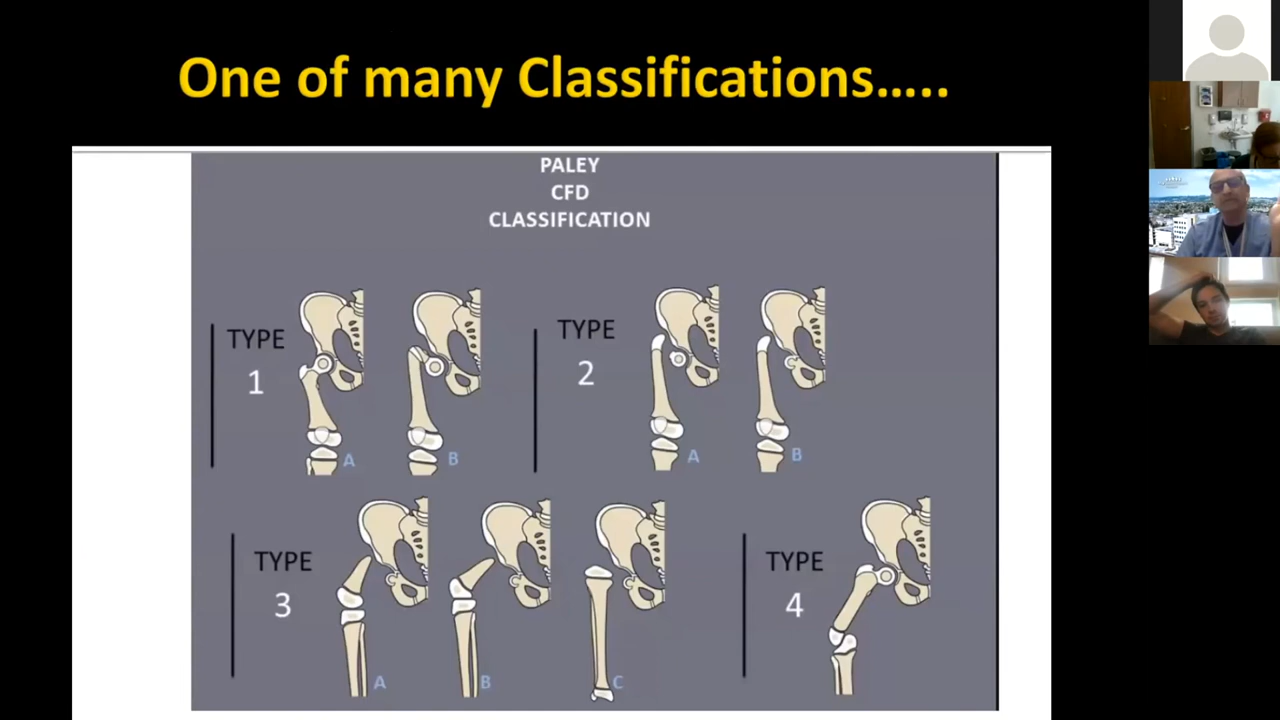 One of many Classifications…..
PALEY
CFD
CLASSIFICATION
TYPE
1
A
B
TYPE
2
A
B
TYPE
3
A
B
C
TYPE
4